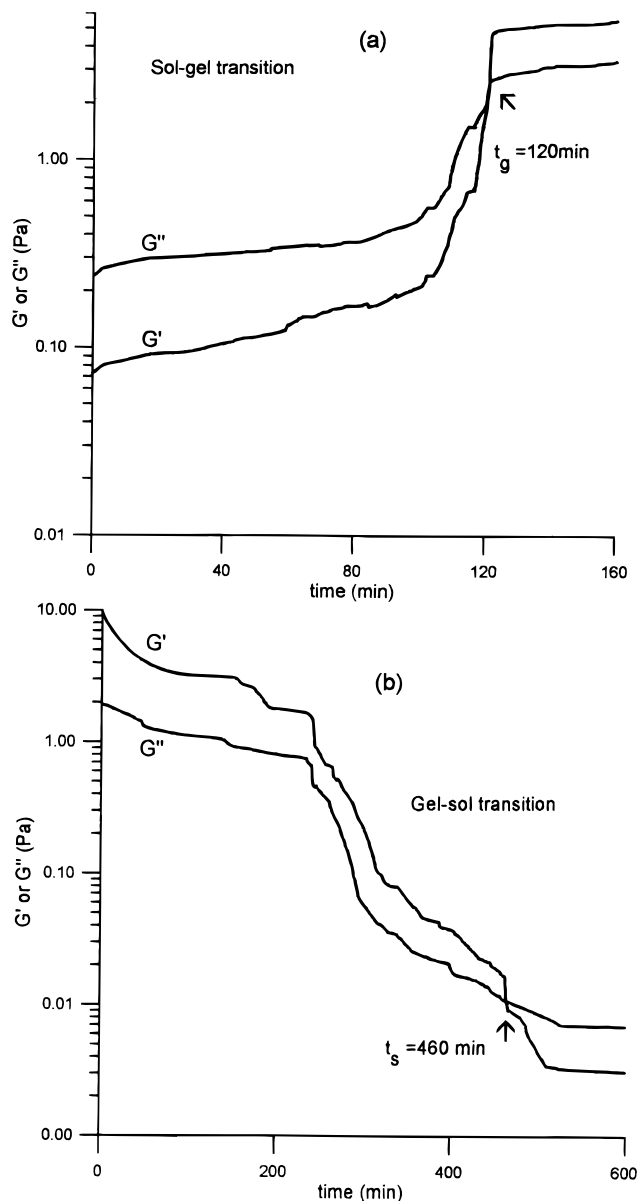 (a)
Sol-gel transition
1.00
t_g =120min
G' or G" (Pa)
G"
0.10
G'
0.01
0 40 80 120 160
time (min)
10.00
G'
(b)
1.00
G"
Gel-sol transition
G' or G" (Pa)
0.10
0.01
t_s =460 min
0.00
0 200 400 600
time (min)